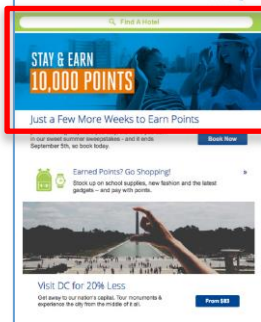 Find A Hotel
STAY & EARN
10,000 POINTS
Just a Few More Weeks to Earn Points
in our sweet summer sweepstakes - and it ends
September 5th, so book today.
Book Now
Earned Points? Go Shopping!
»
Stock up on school supplies, new fashion and the latest
gadgets – and pay with points.
Visit DC for 20% Less
Get away to our nation's capital. Tour monuments &
experience the city from the middle of it all.
From $83